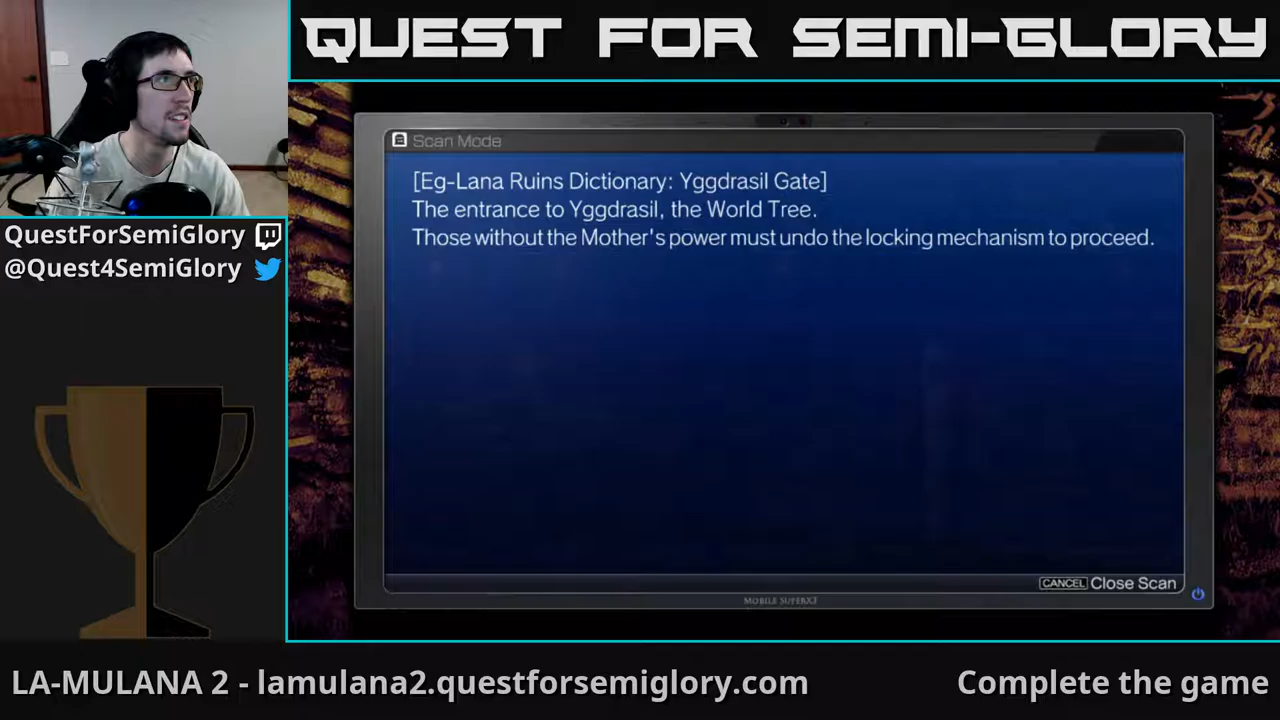 QUEST FOR SEMI-GLORY
Scan Mode
[Eg-Lana Ruins Dictionary: Yggdrasil Gate]
The entrance to Yggdrasil, the World Tree.
Those without the Mother's power must undo the locking mechanism to proceed.
QuestForSemiGlory
@Quest4SemiGlory
CANCEL Close Scan
MOBILE SUPERX3
LA-MULANA 2 - lamulana2.questforsemiglory.com
Complete the game